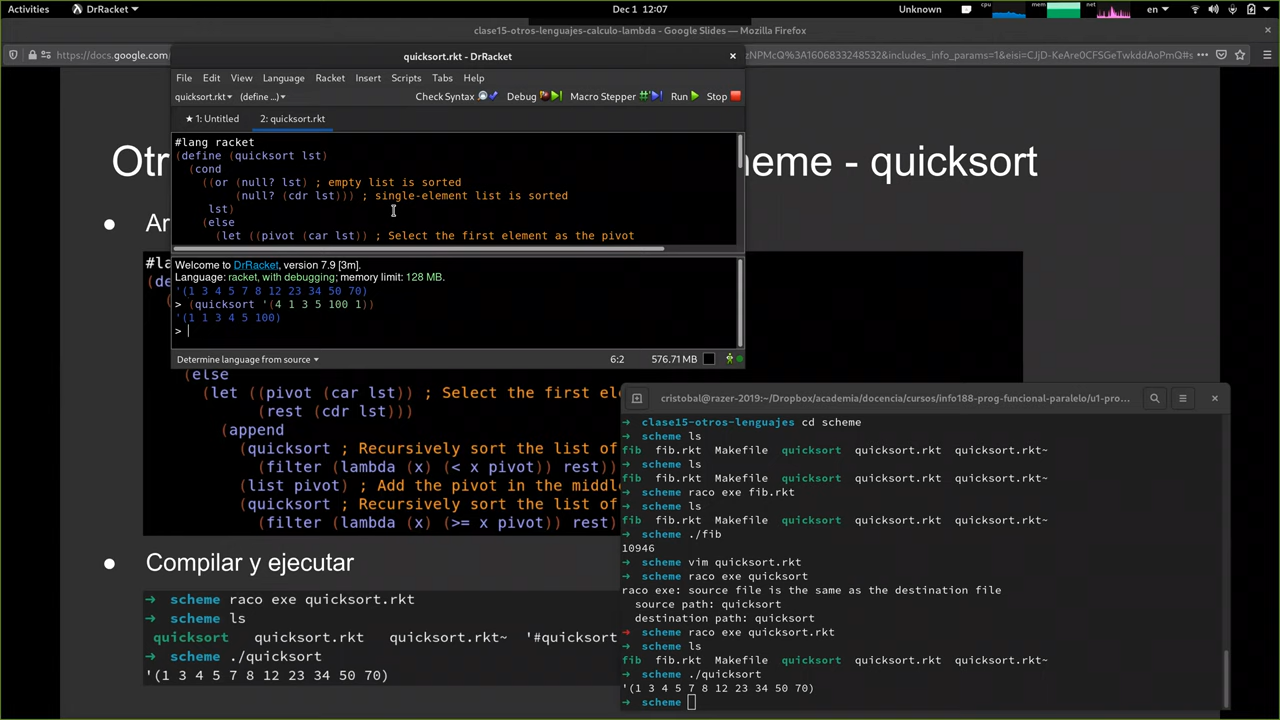 Activities
DrRacket
Dec 1 12:07
Unknown
cpu
mem
net
en
clase15-otros-lenguajes-calculo-lambda - Google Slides — Mozilla Firefox
https://docs.google.com
NPMcQ%3A1606833248532&includes_info_params=1&eisi=CJjD-KeAre0CFSGeTwkddAoPmQ#s
quicksort.rkt - DrRacket
File Edit View Language Racket Insert Scripts Tabs Help
quicksort.rkt (define ...) Check Syntax Debug Macro Stepper Run Stop
★ 1: Untitled 2: quicksort.rkt
#lang racket
(define (quicksort lst)
(cond
((or (null? lst) ; empty list is sorted
(null? (cdr lst))) ; single-element list is sorted
lst)
(else
(let ((pivot (car lst)) ; Select the first element as the pivot
Welcome to DrRacket, version 7.9 [3m].
Language: racket, with debugging; memory limit: 128 MB.
'(1 3 4 5 7 8 12 23 34 50 70)
> (quicksort '(4 1 3 5 100 1))
'(1 1 3 4 5 100)
>
Determine language from source 6:2 576.71 MB
Ot
eme - quicksort
Ar
#la
(de
(else
(let ((pivot (car lst)) ; Select the first el
(rest (cdr lst)))
(append
(quicksort ; Recursively sort the list of
(filter (lambda (x) (< x pivot)) rest))
(list pivot) ; Add the pivot in the middl
(quicksort ; Recursively sort the list of
(filter (lambda (x) (>= x pivot)) rest)
Compilar y ejecutar
→ scheme raco exe quicksort.rkt
→ scheme ls
quicksort quicksort.rkt quicksort.rkt~ '#quicksort
→ scheme ./quicksort
'(1 3 4 5 7 8 12 23 34 50 70)
cristobal@razer-2019:~/Dropbox/academia/docencia/cursos/info188-prog-funcional-paralelo/u1-pro...
→ clase15-otros-lenguajes cd scheme
→ scheme ls
fib fib.rkt Makefile quicksort quicksort.rkt quicksort.rkt~
→ scheme ls
fib fib.rkt Makefile quicksort quicksort.rkt quicksort.rkt~
→ scheme raco exe fib.rkt
→ scheme ls
fib fib.rkt Makefile quicksort quicksort.rkt quicksort.rkt~
→ scheme ./fib
10946
→ scheme vim quicksort.rkt
→ scheme raco exe quicksort
raco exe: source file is the same as the destination file
source path: quicksort
destination path: quicksort
→ scheme raco exe quicksort.rkt
→ scheme ls
fib fib.rkt Makefile quicksort quicksort.rkt quicksort.rkt~
→ scheme ./quicksort
'(1 3 4 5 7 8 12 23 34 50 70)
→ scheme